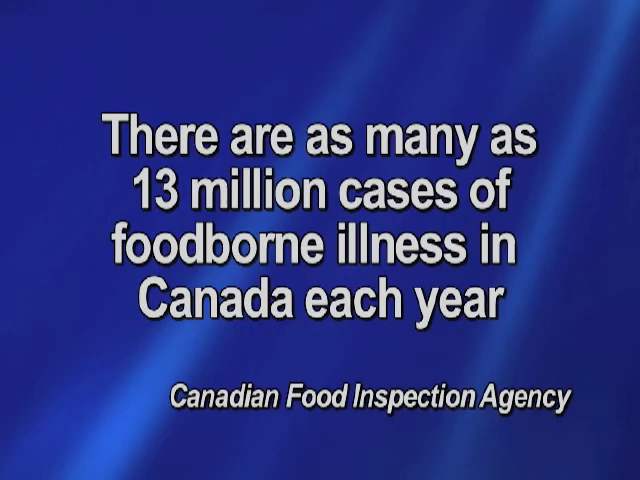 There are as many as
13 million cases of
foodborne illness in
Canada each year
Canadian Food Inspection Agency